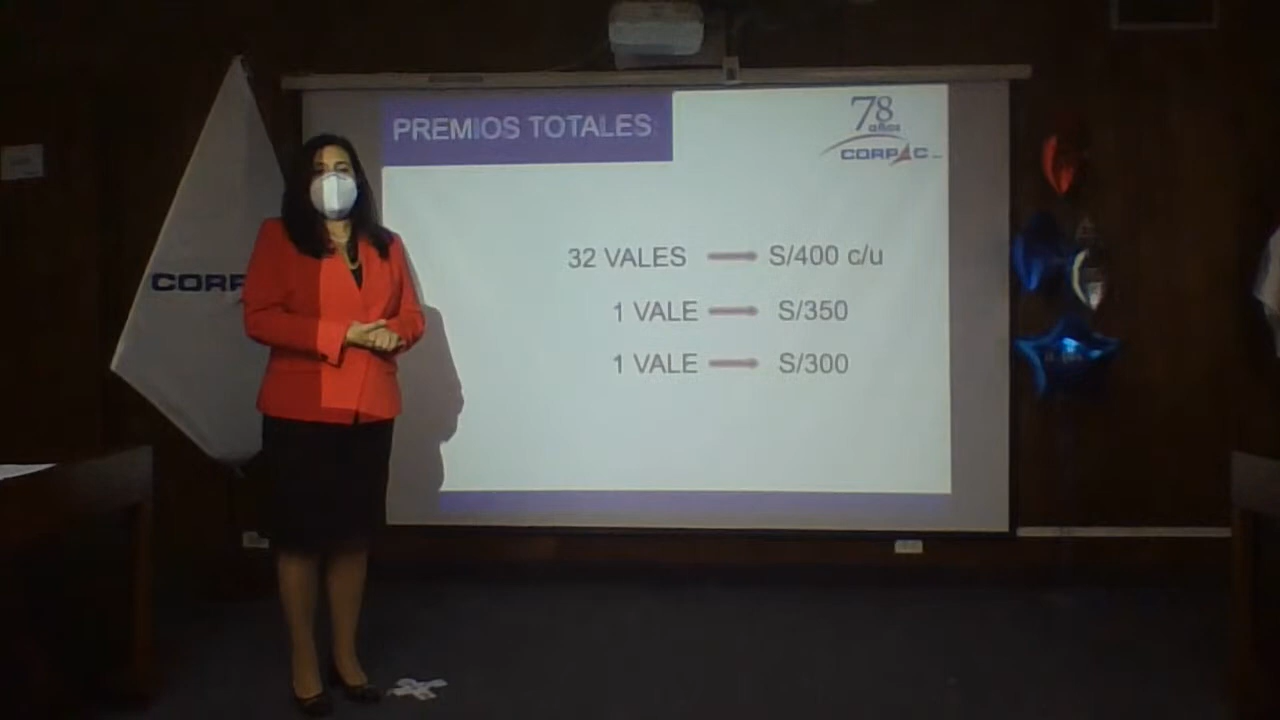 PREMIOS TOTALES
78
años
CORPAC
32 VALES S/400 c/u
1 VALE S/350
1 VALE S/300
CORP